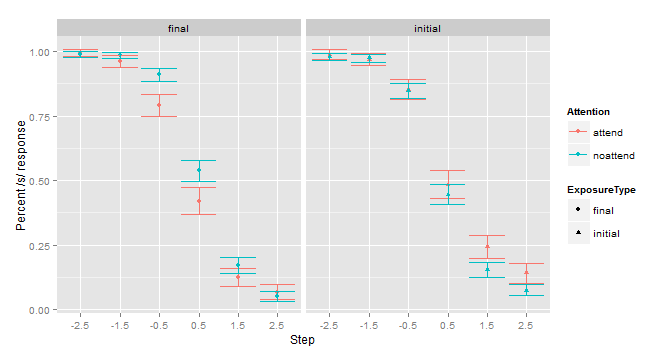 final initial
1.00
0.75
0.50
0.25
0.00
Percent /s/ response
-2.5 -1.5 -0.5 0.5 1.5 2.5 -2.5 -1.5 -0.5 0.5 1.5 2.5
Step
Attention
attend
noattend
ExposureType
final
initial